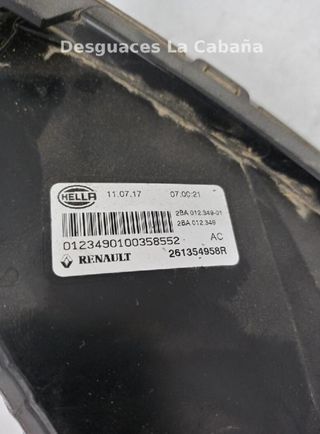 Desguaces La Cabaña
HELLA 11.07.17 07:00:21
2BA 012.349-01
2BA 012.349
0123490100358552 AC
RENAULT 261354958R